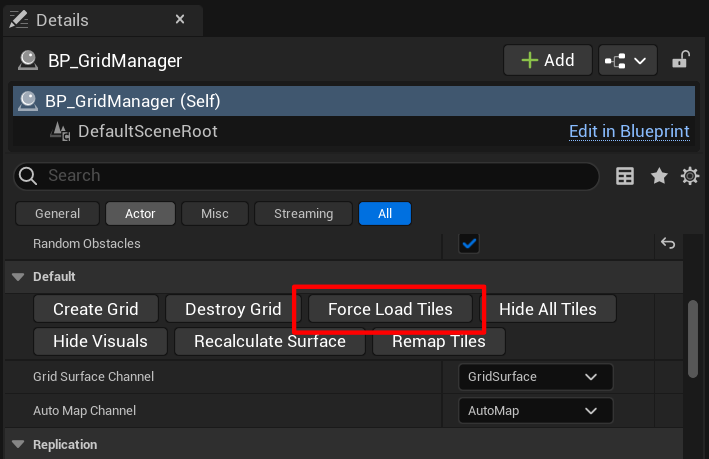 Details
BP_GridManager
Add
BP_GridManager (Self)
DefaultSceneRoot Edit in Blueprint
Search
General Actor Misc Streaming All
Random Obstacles
Default
Create Grid Destroy Grid Force Load Tiles Hide All Tiles
Hide Visuals Recalculate Surface Remap Tiles
Grid Surface Channel GridSurface
Auto Map Channel AutoMap
Replication